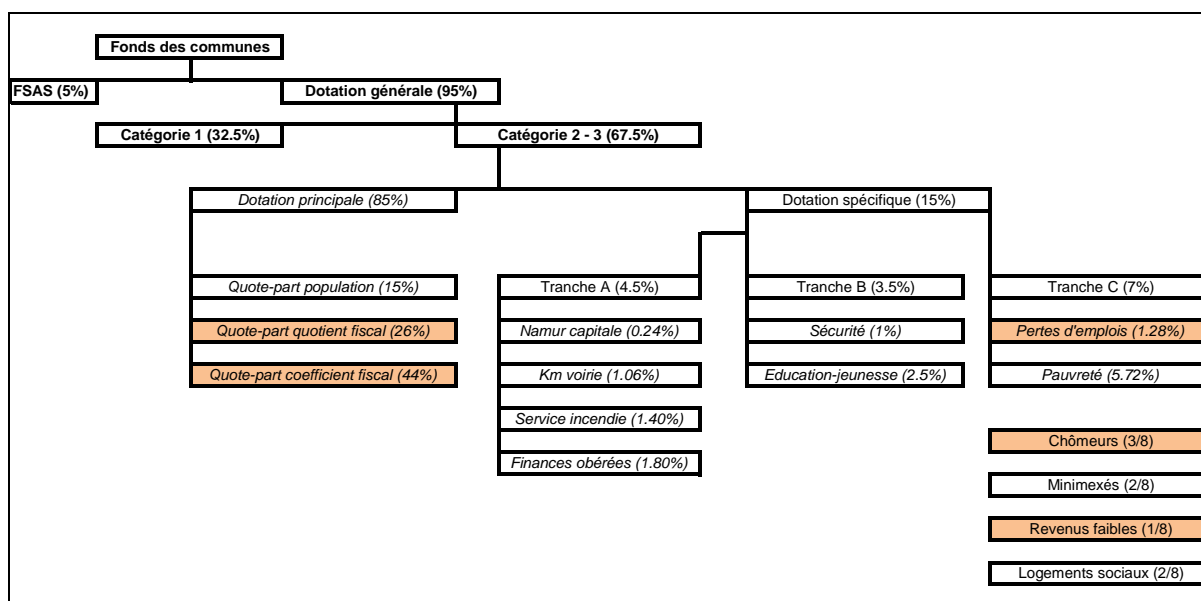 Fonds des communes
FSAS (5%)
Dotation générale (95%)
Catégorie 1 (32.5%)
Catégorie 2 - 3 (67.5%)
Dotation principale (85%)
Dotation spécifique (15%)
Quote-part population (15%)
Tranche A (4.5%)
Tranche B (3.5%)
Tranche C (7%)
Quote-part quotient fiscal (26%)
Namur capitale (0.24%)
Sécurité (1%)
Pertes d'emplois (1.28%)
Quote-part coefficient fiscal (44%)
Km voirie (1.06%)
Education-jeunesse (2.5%)
Pauvreté (5.72%)
Service incendie (1.40%)
Chômeurs (3/8)
Finances obérées (1.80%)
Minimexés (2/8)
Revenus faibles (1/8)
Logements sociaux (2/8)